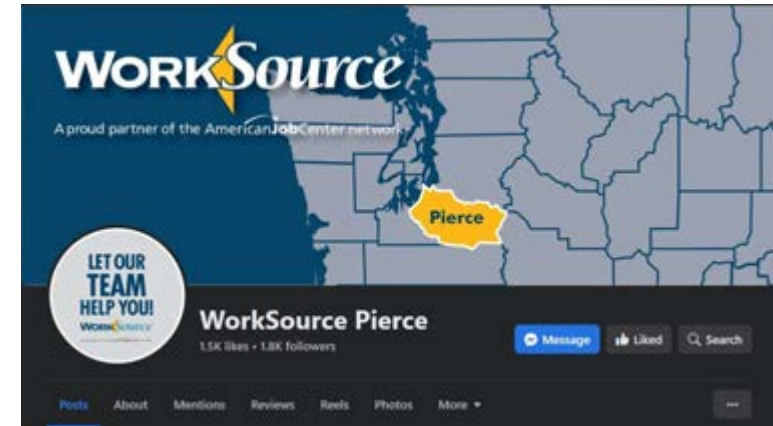 WorkSource
A proud partner of the AmericanJobCenter network
Pierce
LET OUR
TEAM
HELP YOU!
WorkSource
WorkSource Pierce
1.5K likes • 1.8K followers
Message
Liked
Search
Posts
About
Mentions
Reviews
Reels
Photos
More